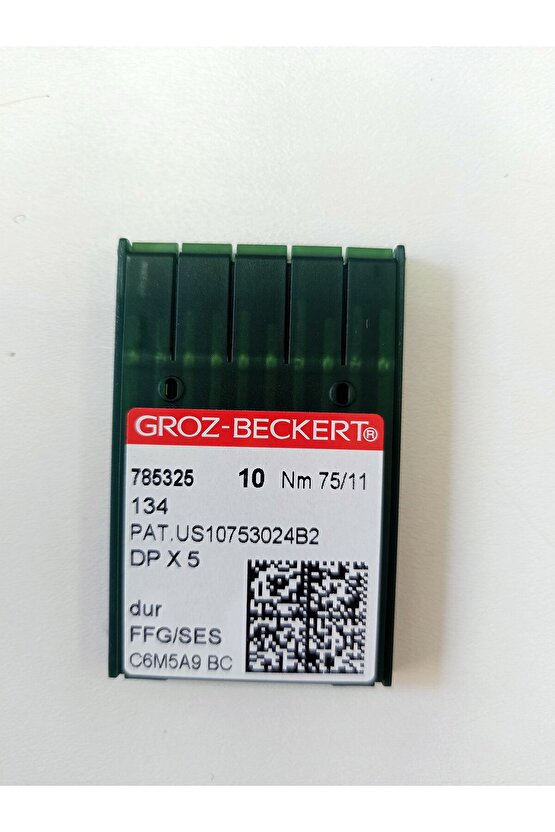 GROZ-BECKERT®
785325 10 Nm 75/11
134
PAT.US10753024B2
DP X 5
dur
FFG/SES
C6M5A9 BC